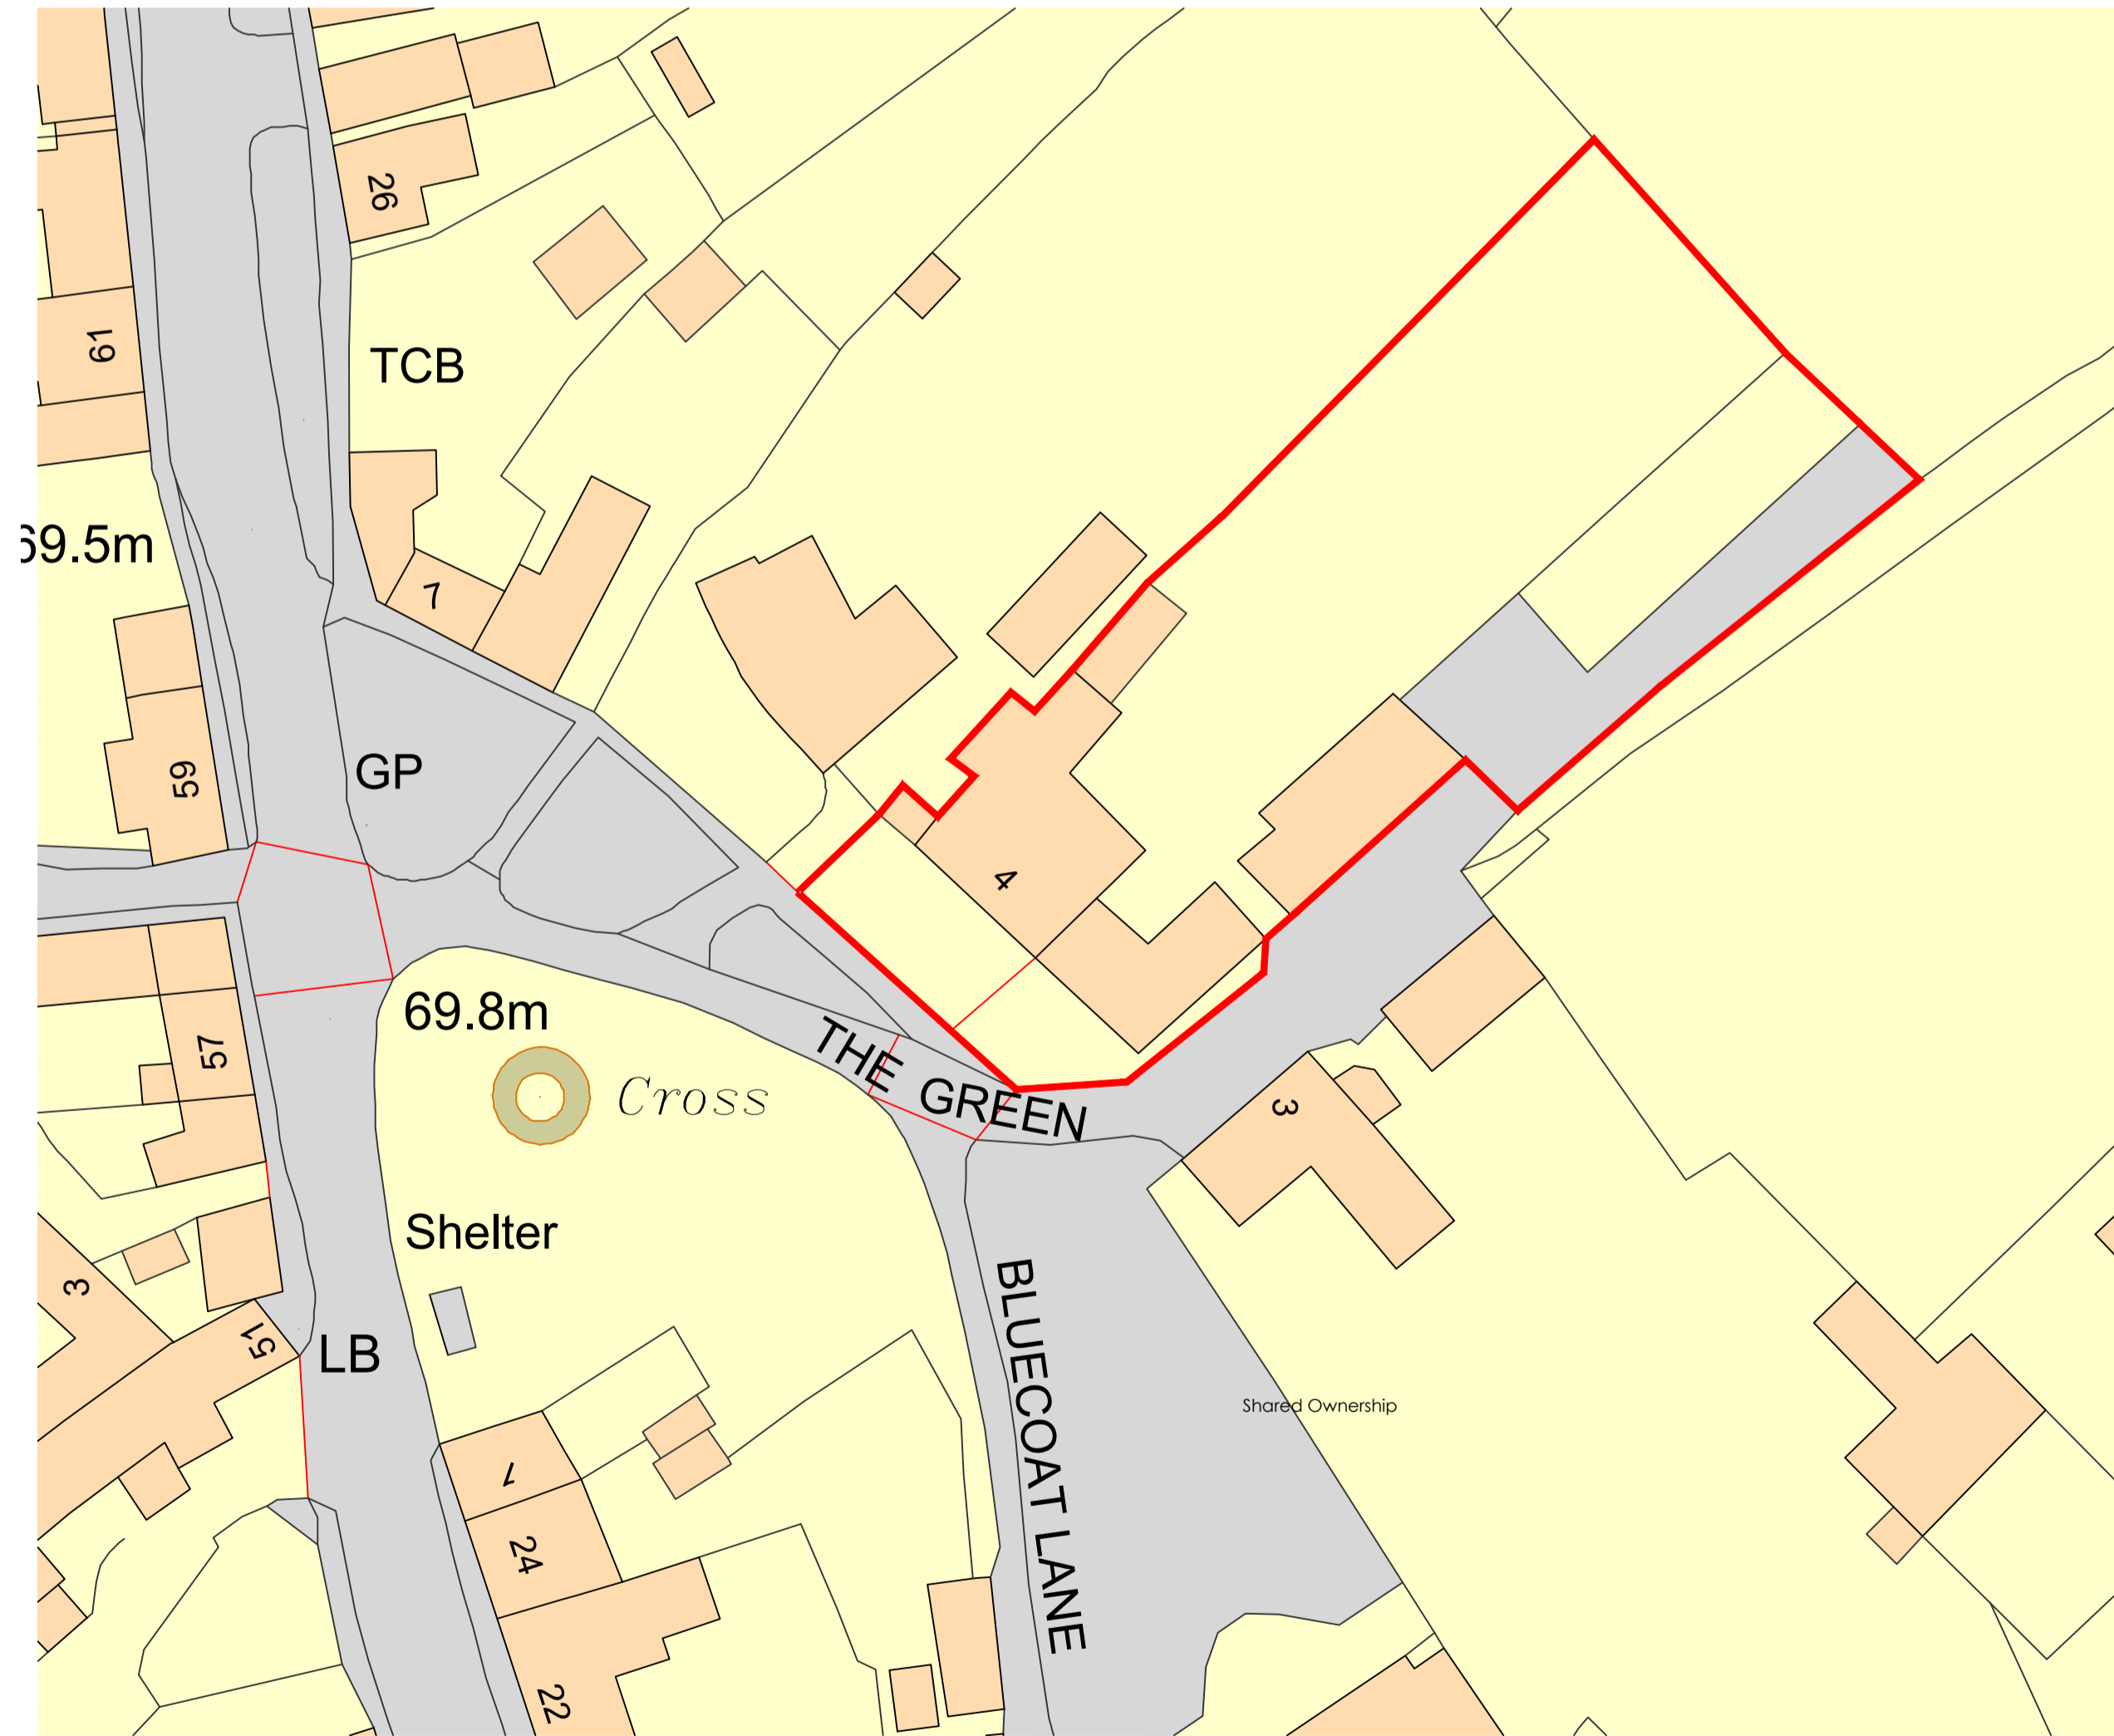 26
61
TCB
69.5m
7
GP
59
4
69.8m
57
THE GREEN
Cross
3
Shelter
3
51
LB
BLUECOAT LANE
Shared Ownership
1
24
22